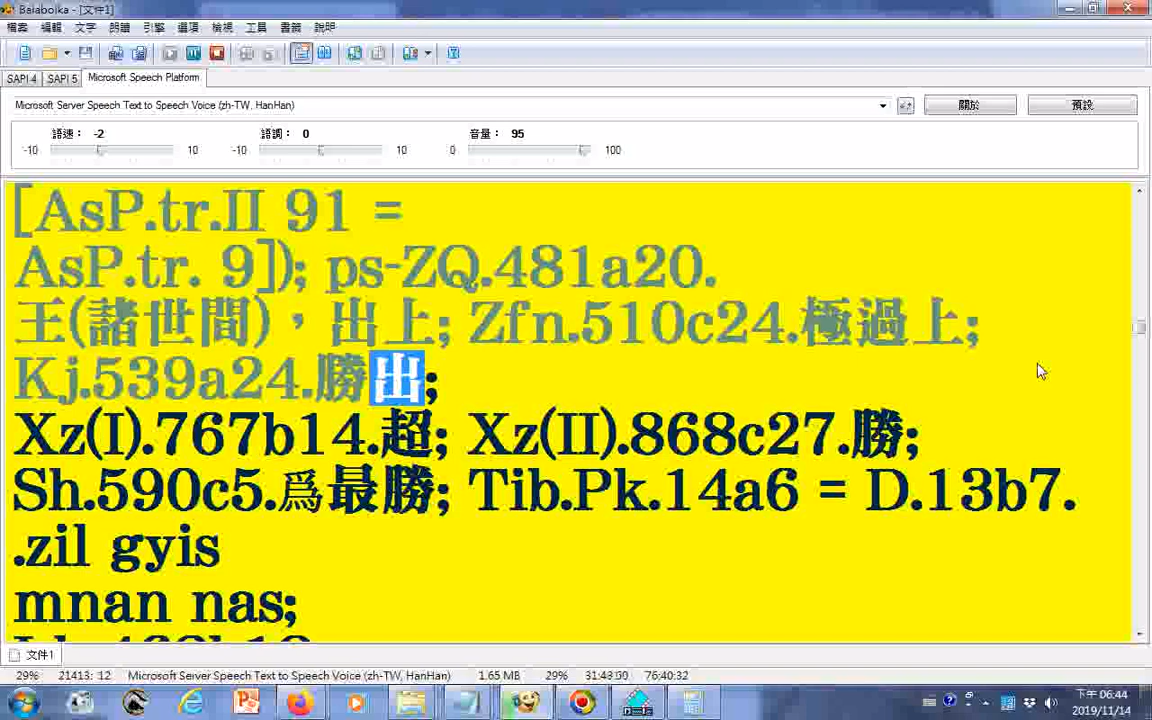 Balabolka - [文件1]
檔案 編輯 文字 朗讀 引擎 選項 檢視 工具 書籤 說明
SAPI 4 SAPI 5 Microsoft Speech Platform
Microsoft Server Speech Text to Speech Voice (zh-TW, HanHan) 關於 預設
語速： -2 語調： 0 音量： 95
-10 10 -10 10 0 100
[AsP.tr.II 91 =
AsP.tr. 9]); ps-ZQ.481a20.
王(諸世間)，出上; Zfn.510c24.極過上;
Kj.539a24.勝出;
Xz(I).767b14.超; Xz(II).868c27.勝;
Sh.590c5.爲最勝; Tib.Pk.14a6 = D.13b7.
.zil gyis
mnan nas;
文件1
29% 21413: 12 Microsoft Server Speech Text to Speech Voice (zh-TW, HanHan) 1.65 MB 29% 31:43:50 76:40:32
下午 06:44
2019/11/14